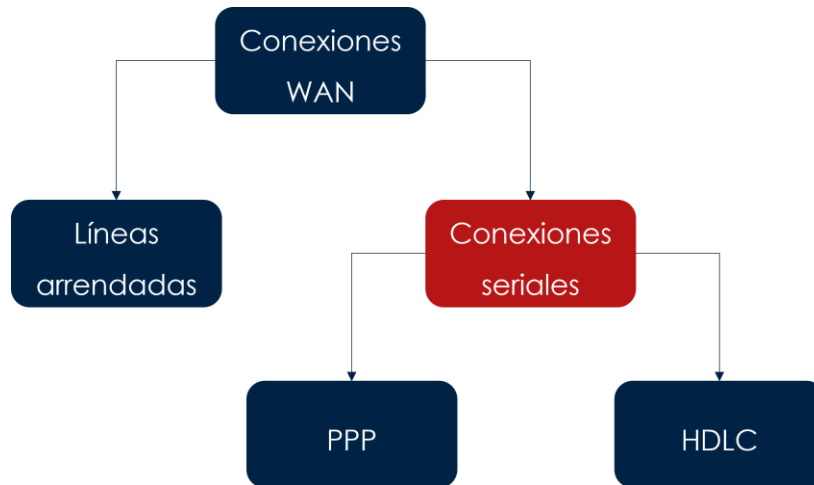 Conexiones
WAN
Líneas
arrendadas
Conexiones
seriales
PPP
HDLC